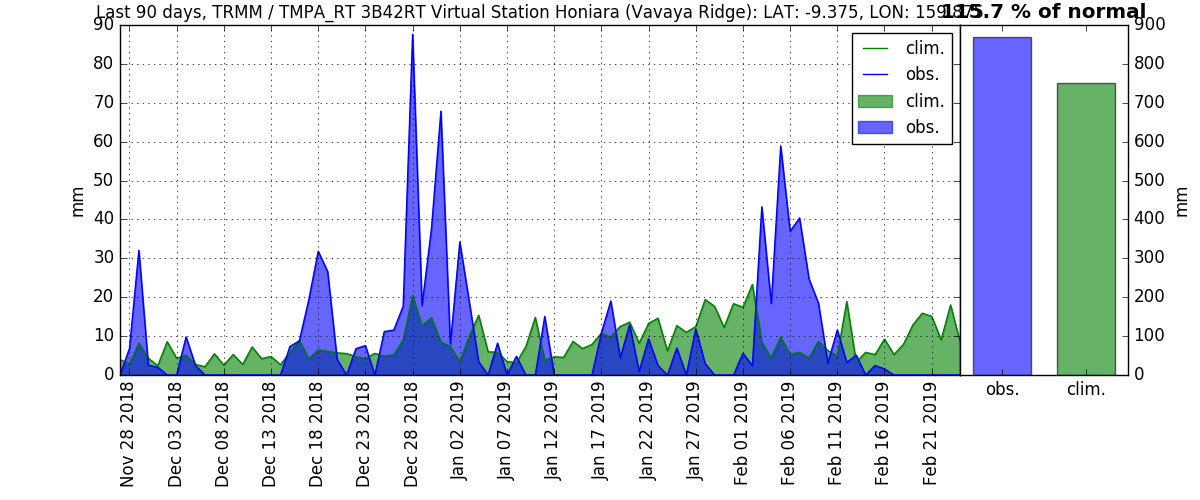 Last 90 days, TRMM / TMPA_RT 3B42RT Virtual Station Honiara (Vavaya Ridge): LAT: -9.375, LON: 159.875
115.7 % of normal
90
80
70
60
50
40
30
20
10
0
mm
clim.
obs.
clim.
obs.
900
800
700
600
500
400
300
200
100
0
mm
Nov 28 2018
Dec 03 2018
Dec 08 2018
Dec 13 2018
Dec 18 2018
Dec 23 2018
Dec 28 2018
Jan 02 2019
Jan 07 2019
Jan 12 2019
Jan 17 2019
Jan 22 2019
Jan 27 2019
Feb 01 2019
Feb 06 2019
Feb 11 2019
Feb 16 2019
Feb 21 2019
obs.
clim.